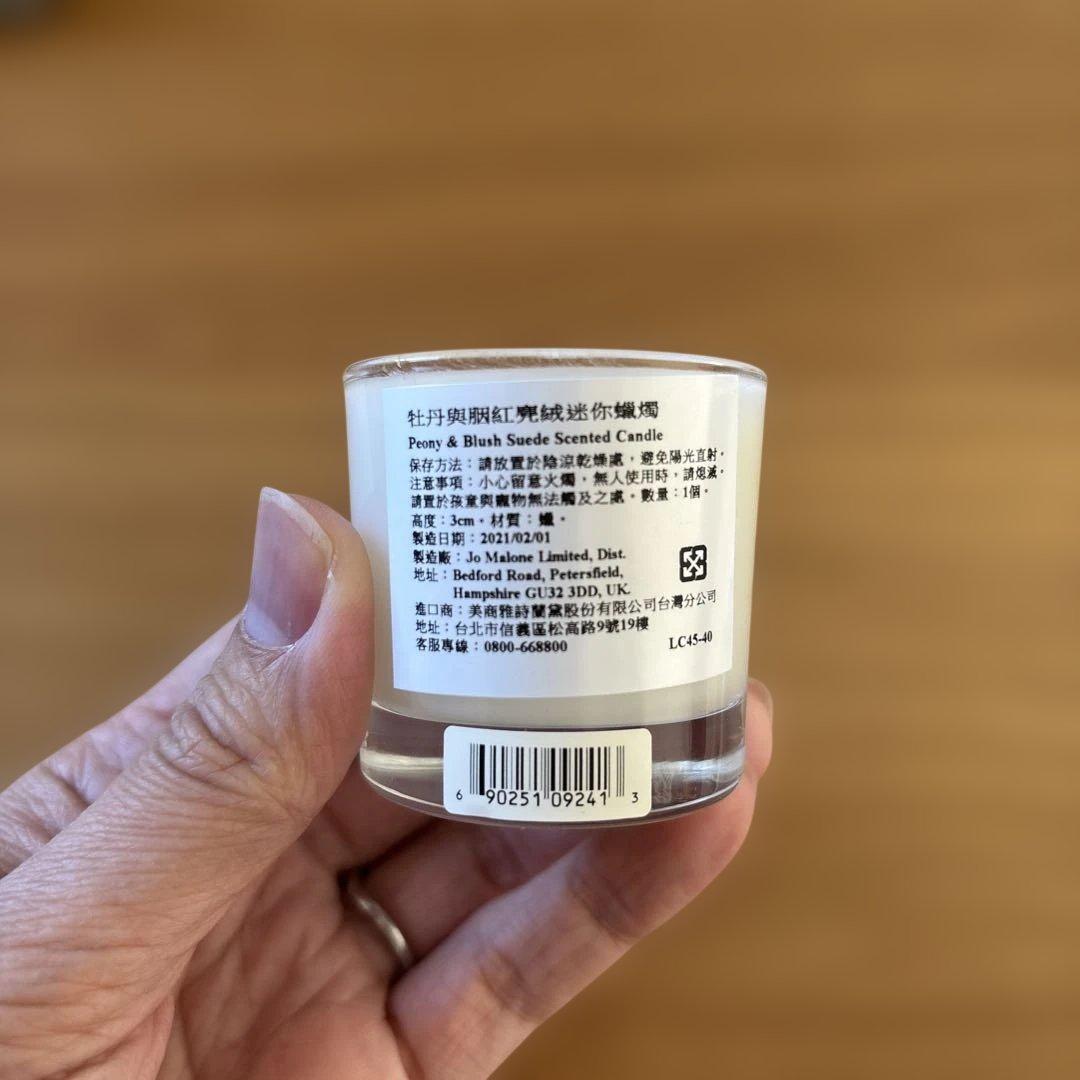 牡丹與胭紅麂絨迷你蠟燭
Peony & Blush Suede Scented Candle
保存方法：請放置於陰涼乾燥處，避免陽光直射。
注意事項：小心留意火燭，無人使用時，請熄滅。
請置於孩童與寵物無法觸及之處。數量：1個。
高度：3cm。材質：蠟。
製造日期：2021/02/01
製造廠：Jo Malone Limited, Dist.
地址：Bedford Road, Petersfield,
Hampshire GU32 3DD, UK.
進口商：美商雅詩蘭黛股份有限公司台灣分公司
地址：台北市信義區松高路9號19樓
客服專線：0800-668800
LC45-40
6 90251 09241 3